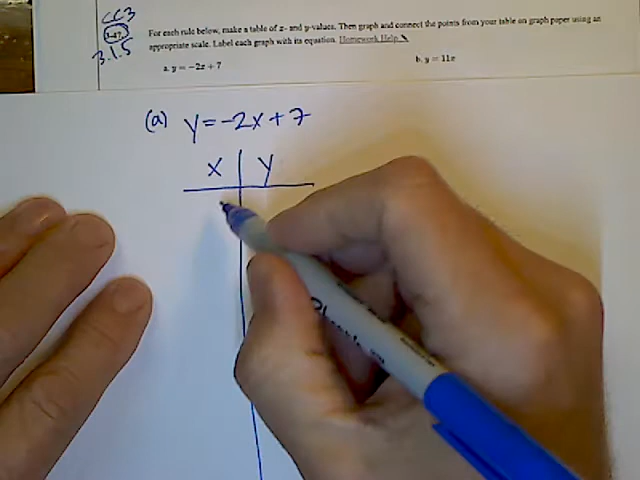 CC3
3-47.
3.1.5
For each rule below, make a table of x- and y-values. Then graph and connect the points from your table on graph paper using an
appropriate scale. Label each graph with its equation. Homework Help ✎
a. y = −2x + 7
b. y = 11x
(a) y = -2x + 7
x y